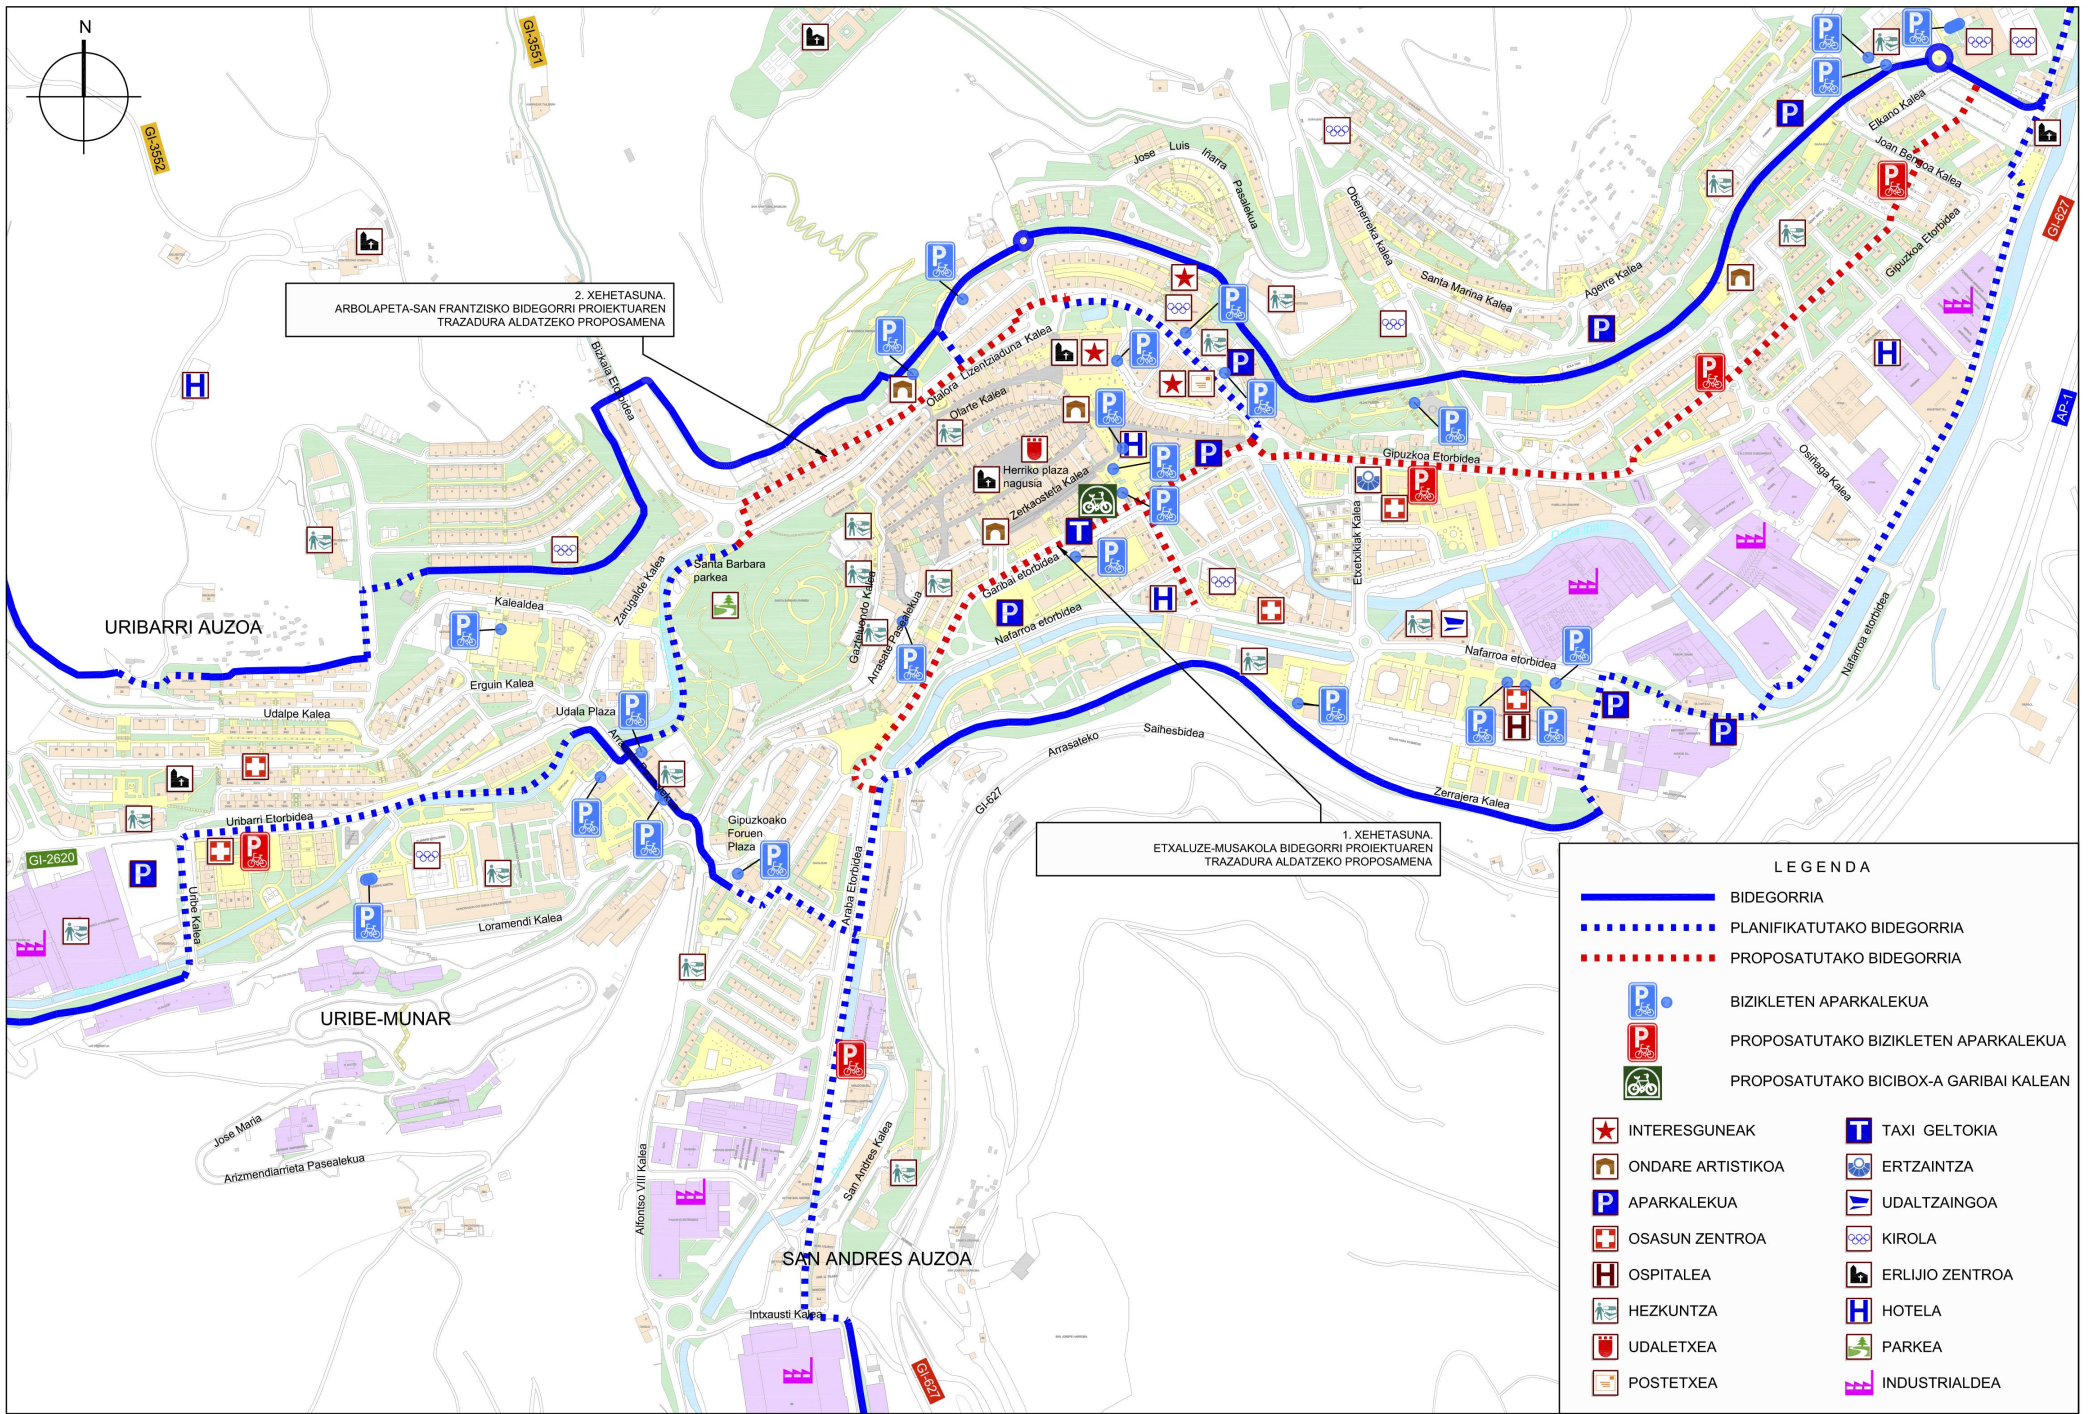 N
GI-3551
GI-3552
2. XEHETASUNA.
ARBOLAPETA-SAN FRANTZISKO BIDEGORRI PROIEKTUAREN
TRAZADURA ALDATZEKO PROPOSAMENA
Jose Luis Iñarra
Pasalekua
Obenerreka kalea
Santa Marina Kalea
Agerre Kalea
Elkano Kalea
Joan Bengoa Kalea
Gipuzkoa Etorbidea
GI-627
AP-1
Bizkaia Etorbidea
Otalora Lizentziaduna Kalea
Olarte Kalea
Herriko plaza
nagusia
Zerkaosteta Kalea
Gipuzkoa Etorbidea
Osiñaga Kalea
Etxetxikiak Kalea
Garibai etorbidea
Nafarroa etorbidea
Nafarroa etorbidea
Nafarroa etorbidea
Santa Barbara
parkea
Zarugalde Kalea
Gazteluondo Kalea
Arrasate Pasealekua
URIBARRI AUZOA
Kalealdea
Erguin Kalea
Udala Plaza
Udalpe Kalea
Uribarri Etorbidea
GI-2620
Uribe Kalea
Loramendi Kalea
Gipuzkoako
Foruen
Plaza
Araba Etorbidea
Arrasateko
Saihesbidea
GI-627
Zerrajera Kalea
1. XEHETASUNA.
ETXALUZE-MUSAKOLA BIDEGORRI PROIEKTUAREN
TRAZADURA ALDATZEKO PROPOSAMENA
URIBE-MUNAR
Jose Maria
Arizmendiarrieta Pasealekua
Alfontso VIII Kalea
San Andres Kalea
SAN ANDRES AUZOA
Intxausti Kalea
GI-627
LEGENDA
BIDEGORRIA
PLANIFIKATUTAKO BIDEGORRIA
PROPOSATUTAKO BIDEGORRIA
BIZIKLETEN APARKALEKUA
PROPOSATUTAKO BIZIKLETEN APARKALEKUA
PROPOSATUTAKO BICIBOX-A GARIBAI KALEAN
INTERESGUNEAK
ONDARE ARTISTIKOA
APARKALEKUA
OSASUN ZENTROA
OSPITALEA
HEZKUNTZA
UDALETXEA
POSTETXEA
TAXI GELTOKIA
ERTZAINTZA
UDALTZAINGOA
KIROLA
ERLIJIO ZENTROA
HOTELA
PARKEA
INDUSTRIALDEA